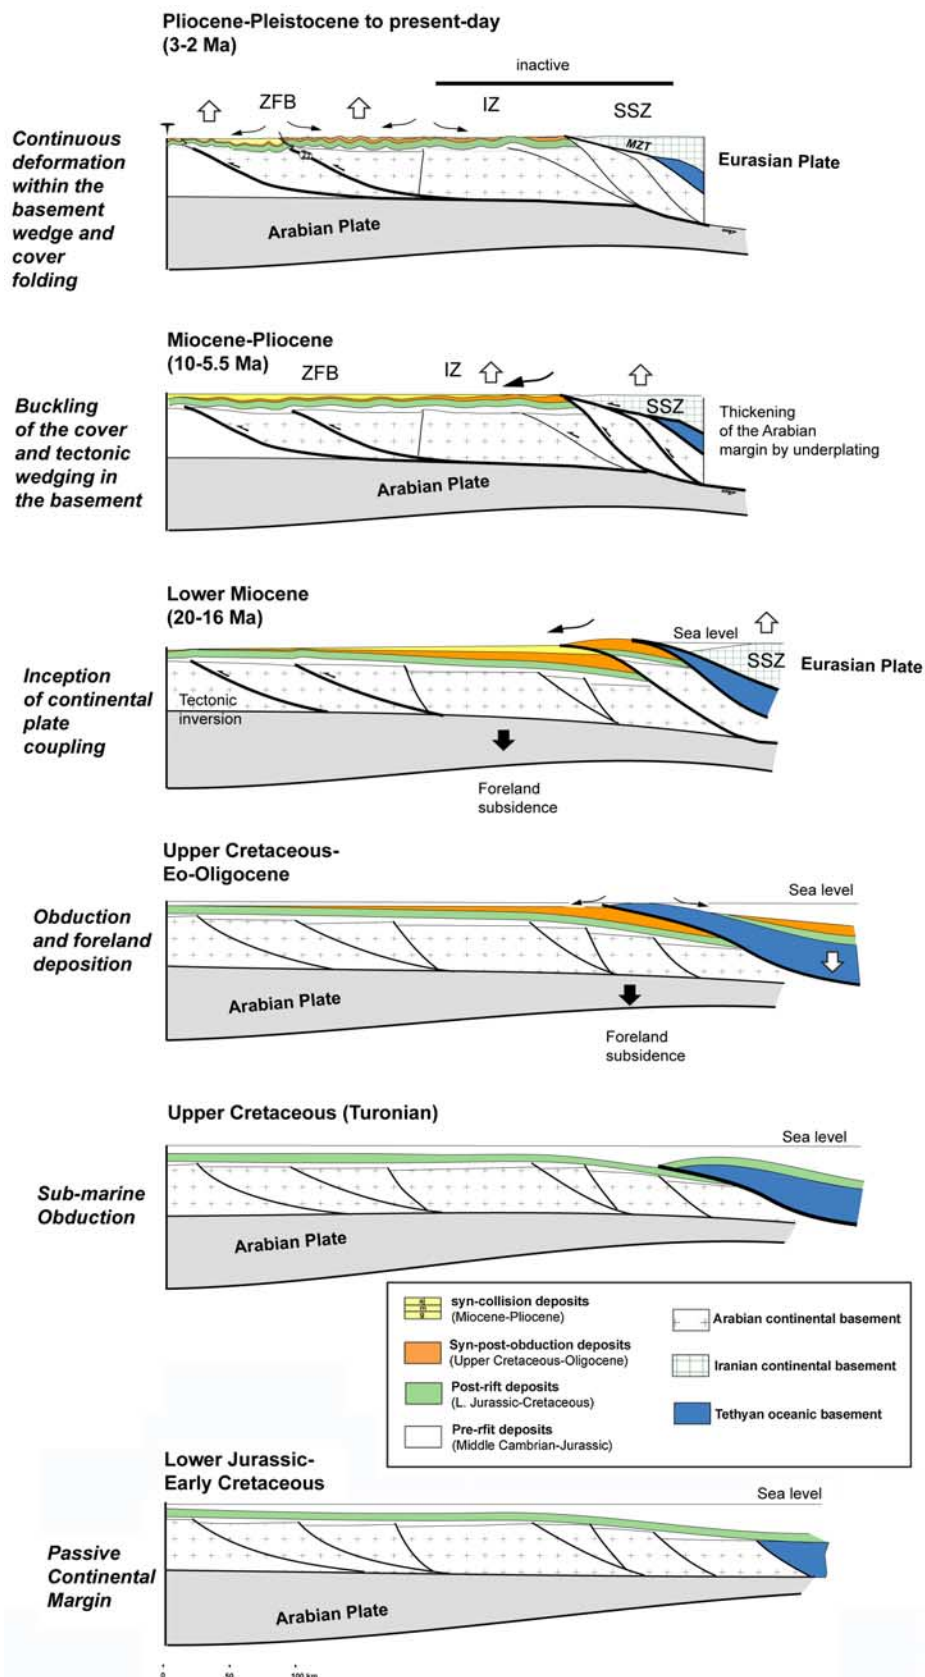 Pliocene-Pleistocene to present-day
(3-2 Ma)
inactive
ZFB
IZ
SSZ
Continuous
deformation
within the
basement
wedge and
cover
folding
MZT
Eurasian Plate
Arabian Plate
Miocene-Pliocene
(10-5.5 Ma)
ZFB
IZ
Buckling
of the cover
and tectonic
wedging in
the basement
SSZ
Thickening
of the Arabian
margin by underplating
Arabian Plate
Lower Miocene
(20-16 Ma)
Sea level
SSZ
Eurasian Plate
Inception
of continental
plate
coupling
Tectonic
inversion
Foreland
subsidence
Upper Cretaceous-
Eo-Oligocene
Sea level
Obduction
and foreland
deposition
Arabian Plate
Foreland
subsidence
Upper Cretaceous (Turonian)
Sea level
Sub-marine
Obduction
Arabian Plate
syn-collision deposits
(Miocene-Pliocene)
Syn-post-obduction deposits
(Upper Cretaceous-Oligocene)
Post-rift deposits
(L. Jurassic-Cretaceous)
Pre-rfit deposits
(Middle Cambrian-Jurassic)
Arabian continental basement
Iranian continental basement
Tethyan oceanic basement
Lower Jurassic-
Early Cretaceous
Sea level
Passive
Continental
Margin
Arabian Plate
0 50 100 km